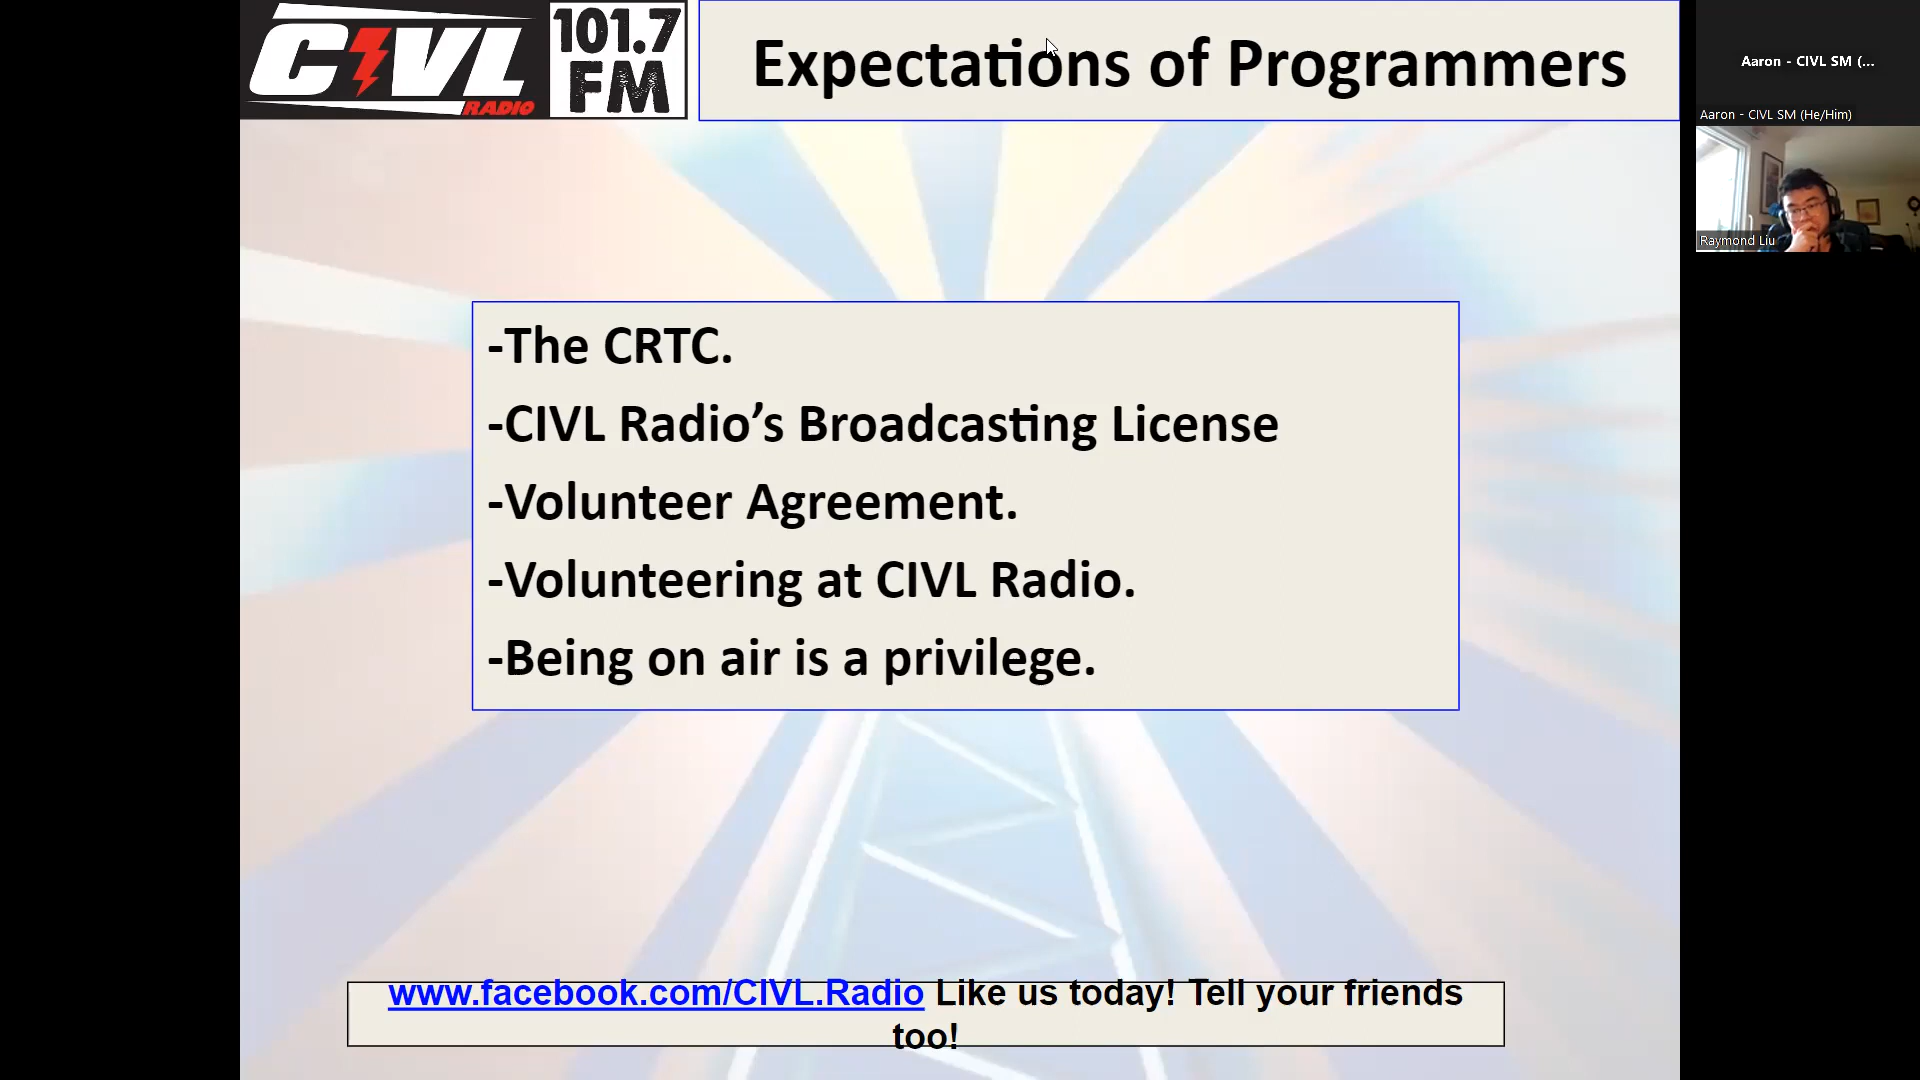 CIVL
RADIO
101.7
FM
Expectations of Programmers
-The CRTC.
-CIVL Radio’s Broadcasting License
-Volunteer Agreement.
-Volunteering at CIVL Radio.
-Being on air is a privilege.
www.facebook.com/CIVL.Radio Like us today! Tell your friends
too!
Aaron - CIVL SM (...
Aaron - CIVL SM (He/Him)
Raymond Liu